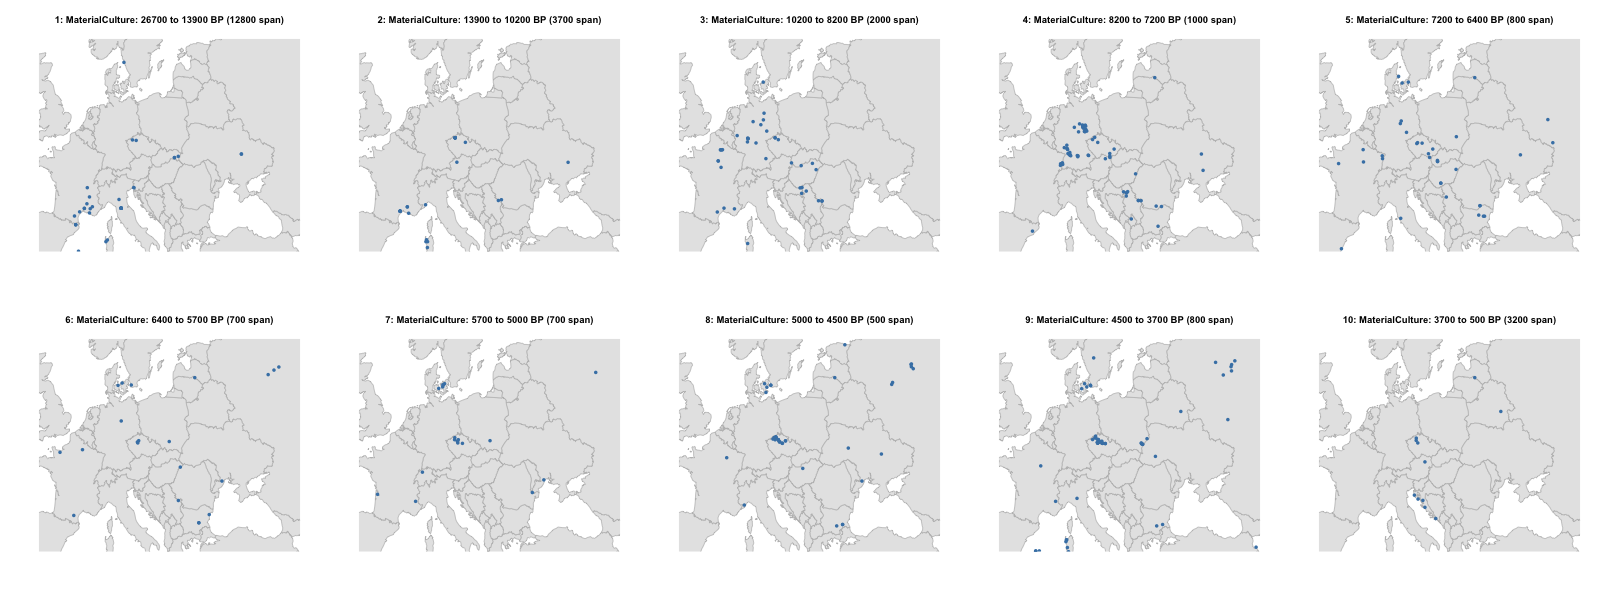 1: MaterialCulture: 26700 to 13900 BP (12800 span)
2: MaterialCulture: 13900 to 10200 BP (3700 span)
3: MaterialCulture: 10200 to 8200 BP (2000 span)
4: MaterialCulture: 8200 to 7200 BP (1000 span)
5: MaterialCulture: 7200 to 6400 BP (800 span)
6: MaterialCulture: 6400 to 5700 BP (700 span)
7: MaterialCulture: 5700 to 5000 BP (700 span)
8: MaterialCulture: 5000 to 4500 BP (500 span)
9: MaterialCulture: 4500 to 3700 BP (800 span)
10: MaterialCulture: 3700 to 500 BP (3200 span)